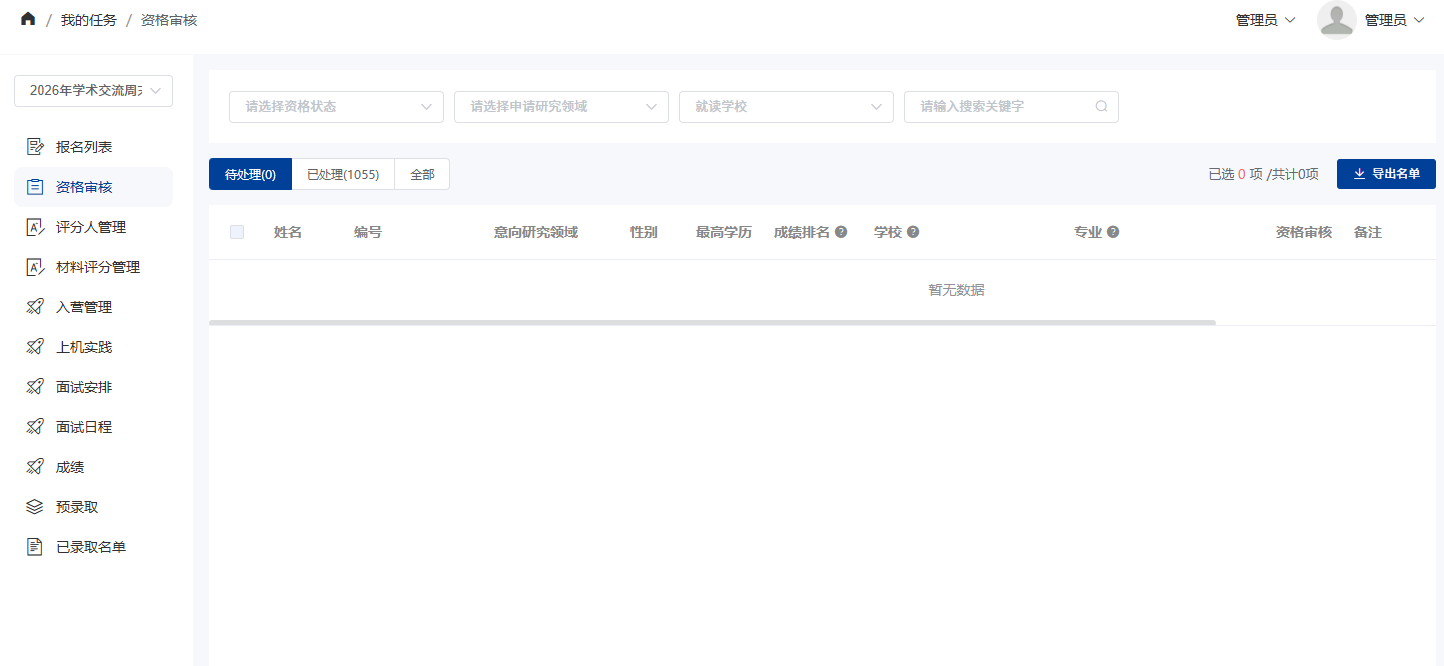 / 我的任务 / 资格审核
管理员
管理员
2026年学术交流周
报名列表
资格审核
评分人管理
材料评分管理
入营管理
上机实践
面试安排
面试日程
成绩
预录取
已录取名单
请选择资格状态
请选择申请研究领域
就读学校
请输入搜索关键字
待处理(0)
已处理(1055)
全部
已选 0 项 /共计0项
导出名单
姓名 编号 意向研究领域 性别 最高学历 成绩排名 学校 专业 资格审核 备注
暂无数据